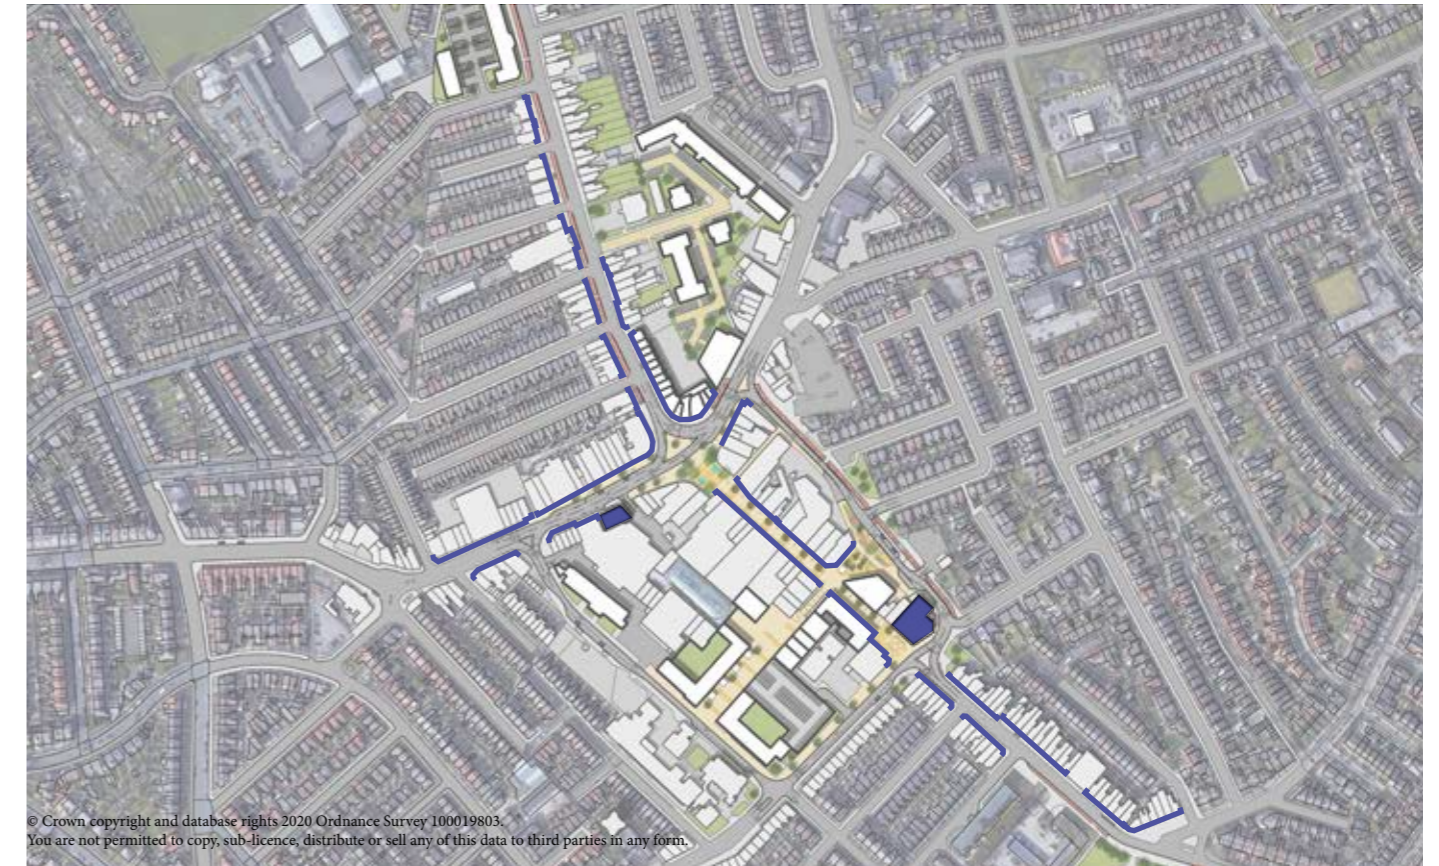 © Crown copyright and database rights 2020 Ordnance Survey 100019803.
You are not permitted to copy, sub-licence, distribute or sell any of this data to third parties in any form.